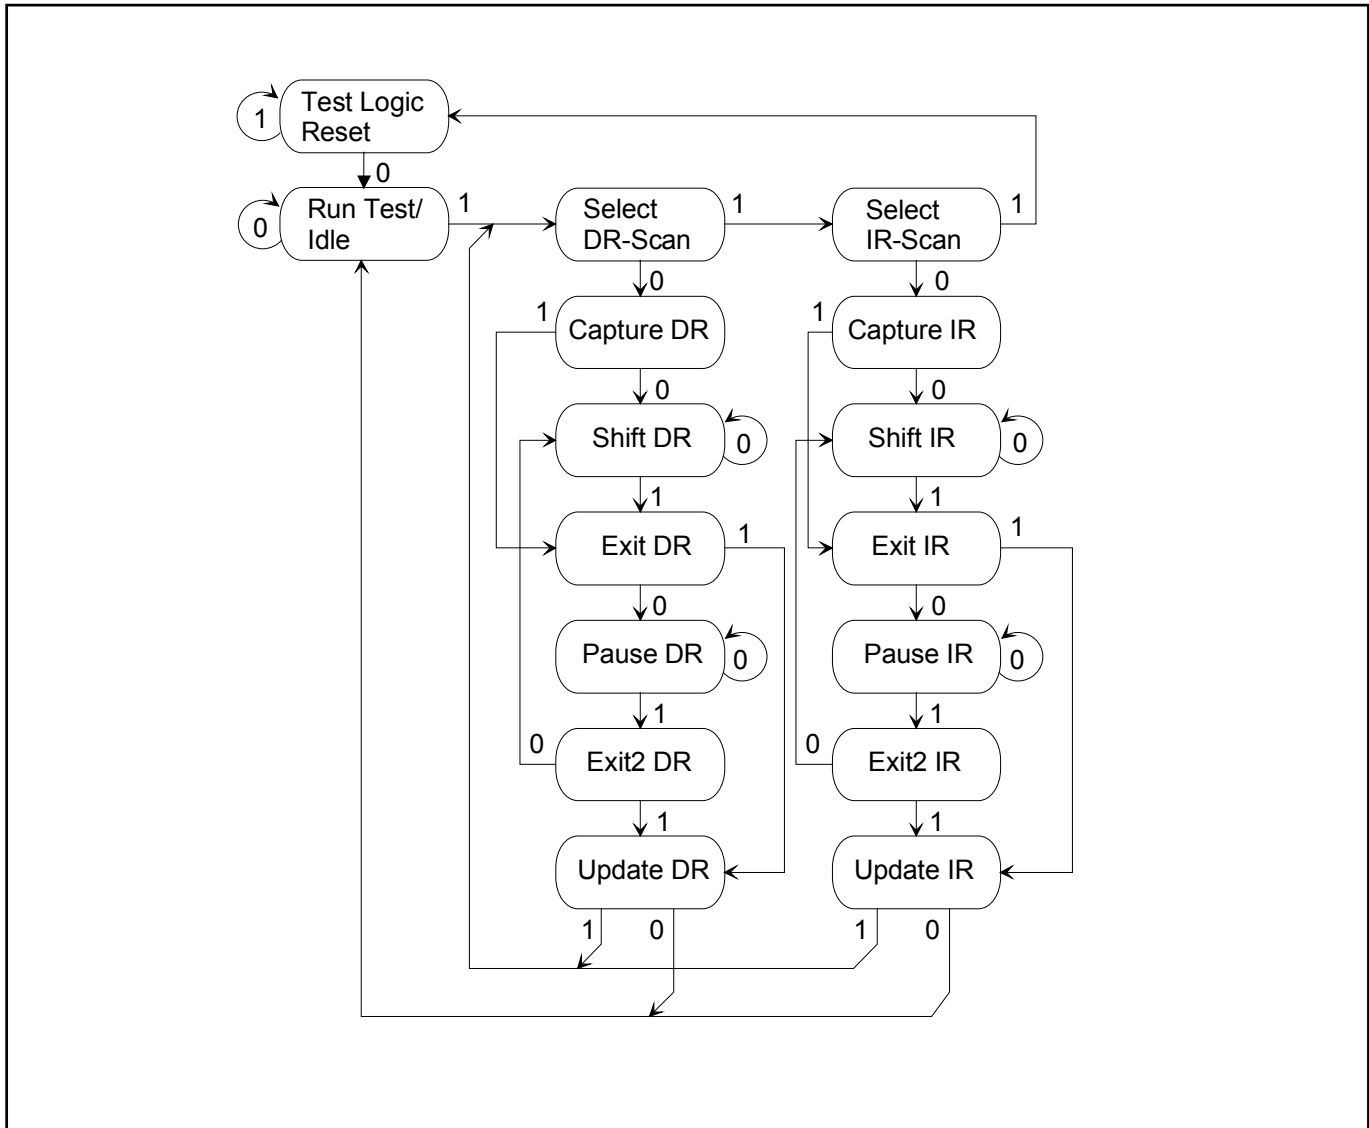 Test Logic
Reset
1
0
Run Test/
Idle
0
1
Select
DR-Scan
1
Select
IR-Scan
1
0
0
1
Capture DR
1
Capture IR
0
0
Shift DR
0
Shift IR
0
1
1
Exit DR
1
Exit IR
1
0
0
Pause DR
0
Pause IR
0
1
1
0
Exit2 DR
0
Exit2 IR
1
1
Update DR
Update IR
1
0
1
0